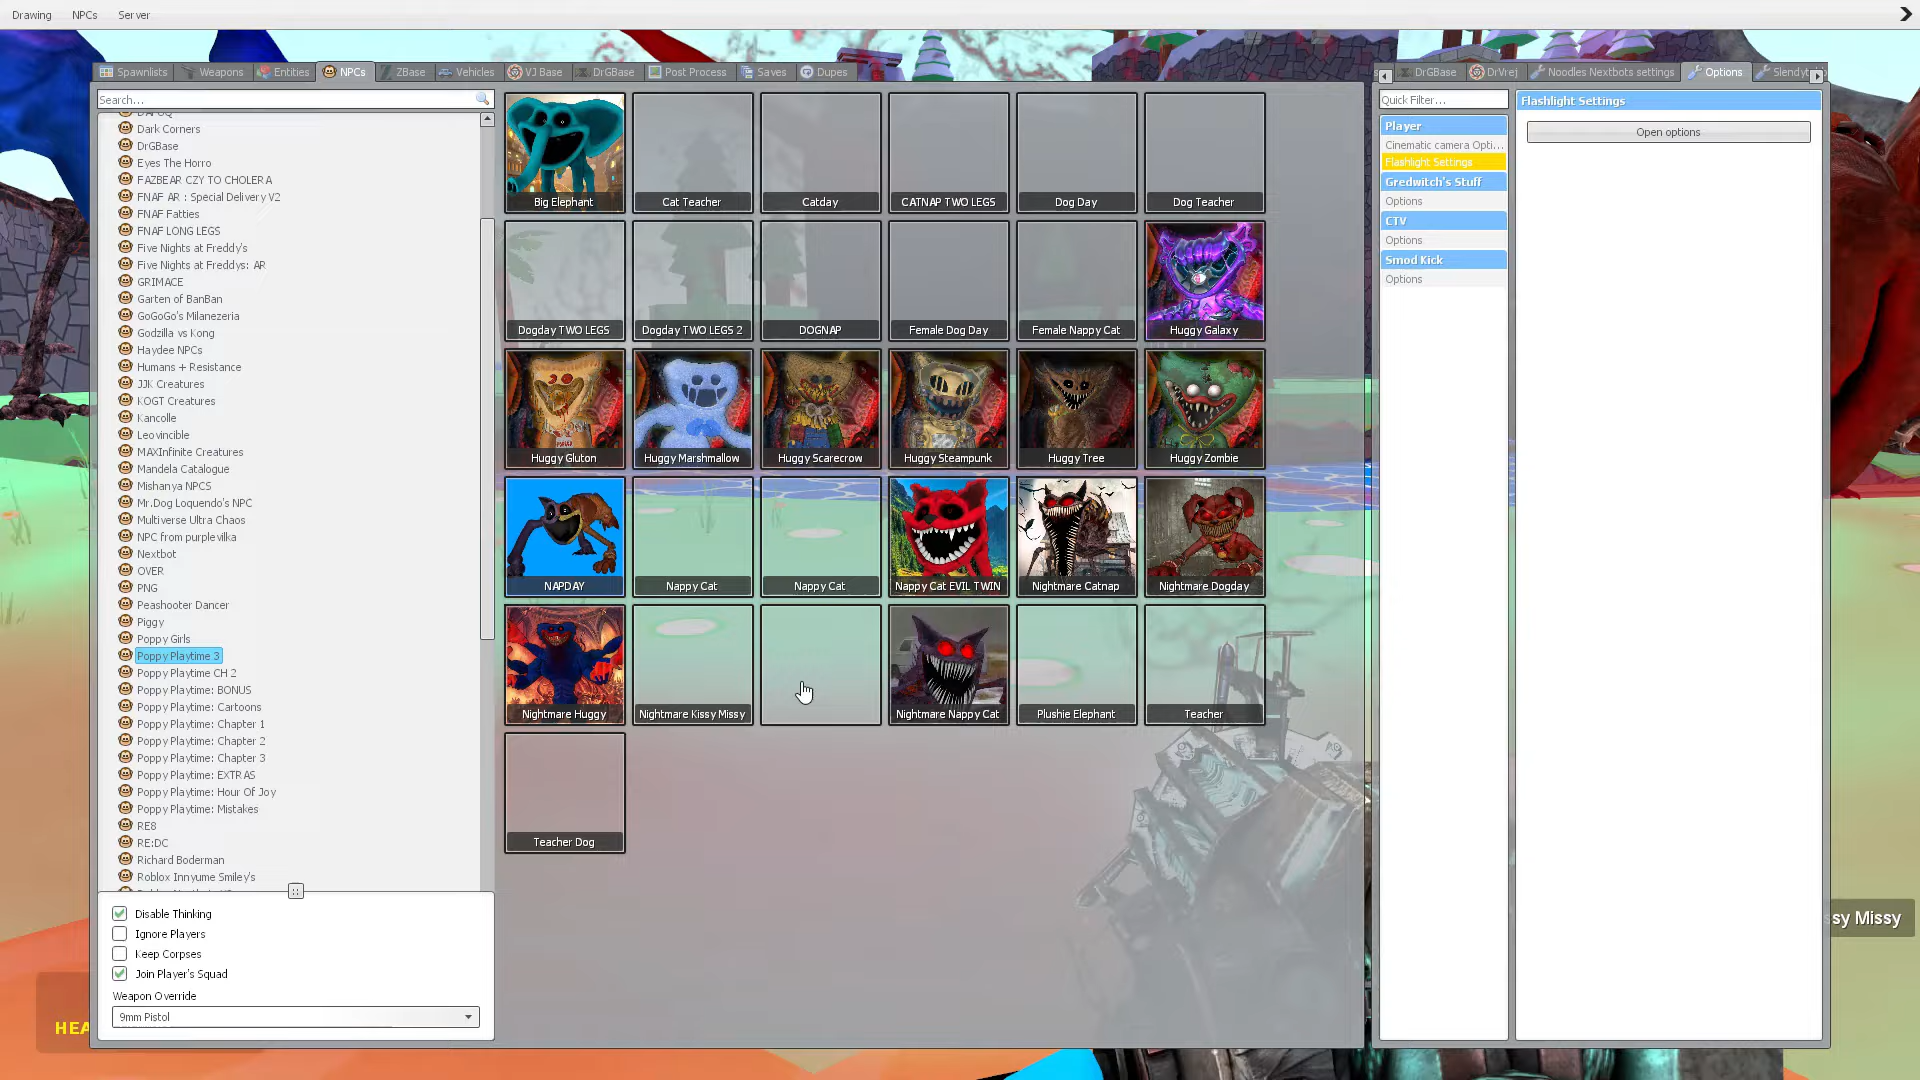 Drawing NPCs Server
Spawnlists Weapons Entities NPCs ZBase Vehicles VJ Base DrGBase Post Process Saves Dupes
DrGBase DrVrej Noodles Nextbots settings Options
Search...
Dark Corners
DrGBase
Eyes The Horro
FAZBEAR CZY TO CHOLERA
FNAF AR : Special Delivery V2
FNAF Fatties
FNAF LONG LEGS
Five Nights at Freddy's
Five Nights at Freddys: AR
GRIMACE
Garten of BanBan
GoGoGo's Milanezeria
Godzilla vs Kong
Haydee NPCs
Humans + Resistance
JJK Creatures
KOGT Creatures
Kancolle
Leovincible
MAXInfinite Creatures
Mandela Catalogue
Mishanya NPCS
Mr.Dog Loquendo's NPC
Multiverse Ultra Chaos
NPC from purplevilka
Nextbot
OVER
PNG
Peashooter Dancer
Piggy
Poppy Girls
Poppy Playtime 3
Poppy Playtime CH 2
Poppy Playtime: BONUS
Poppy Playtime: Cartoons
Poppy Playtime: Chapter 1
Poppy Playtime: Chapter 2
Poppy Playtime: Chapter 3
Poppy Playtime: EXTRAS
Poppy Playtime: Hour Of Joy
Poppy Playtime: Mistakes
RE8
RE:DC
Richard Boderman
Roblox Innyume Smiley's
Disable Thinking
Ignore Players
Keep Corpses
Join Player's Squad
Weapon Override
9mm Pistol
Big Elephant Cat Teacher Catday CATNAP TWO LEGS Dog Day Dog Teacher
Dogday TWO LEGS Dogday TWO LEGS 2 DOGNAP Female Dog Day Female Nappy Cat Huggy Galaxy
Huggy Gluton Huggy Marshmallow Huggy Scarecrow Huggy Steampunk Huggy Tree Huggy Zombie
NAPDAY Nappy Cat Nappy Cat Nappy Cat EVIL TWIN Nightmare Catnap Nightmare Dogday
Nightmare Huggy Nightmare Kissy Missy Nightmare Nappy Cat Plushie Elephant Teacher
Teacher Dog
Quick Filter...
Player
Cinematic camera Opti...
Flashlight Settings
Gredwitch's Stuff
Options
CTV
Options
Smod Kick
Options
Flashlight Settings
Open options
sy Missy
HEA